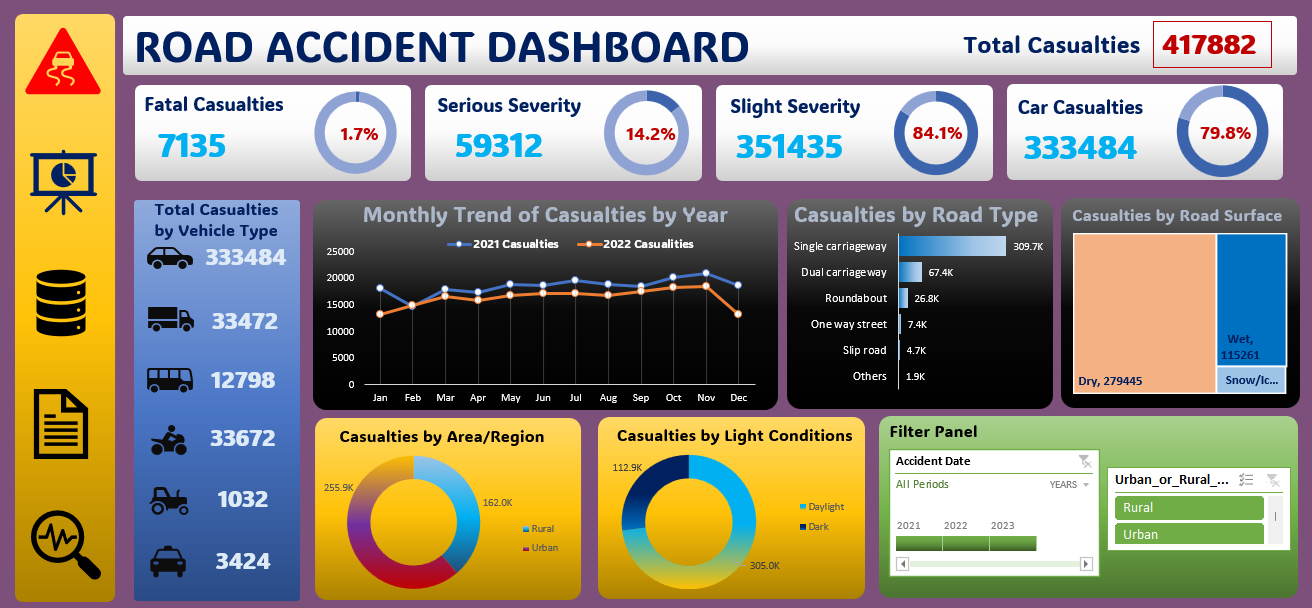 ROAD ACCIDENT DASHBOARD
Total Casualties
417882
Fatal Casualties
7135
1.7%
Serious Severity
59312
14.2%
Slight Severity
351435
84.1%
Car Casualties
333484
79.8%
Total Casualties
by Vehicle Type
333484
33472
12798
33672
1032
3424
Monthly Trend of Casualties by Year
2021 Casualties
2022 Casualities
25000
20000
15000
10000
5000
0
Jan Feb Mar Apr May Jun Jul Aug Sep Oct Nov Dec
Casualties by Road Type
Single carriageway 309.7K
Dual carriageway 67.4K
Roundabout 26.8K
One way street 7.4K
Slip road 4.7K
Others 1.9K
Casualties by Road Surface
Dry, 279445
Wet,
115261
Snow/Ic...
Casualties by Area/Region
255.9K
162.0K
Rural
Urban
Casualties by Light Conditions
112.9K
305.0K
Daylight
Dark
Filter Panel
Accident Date
All Periods
YEARS
2021 2022 2023
Urban_or_Rural_...
Rural
Urban